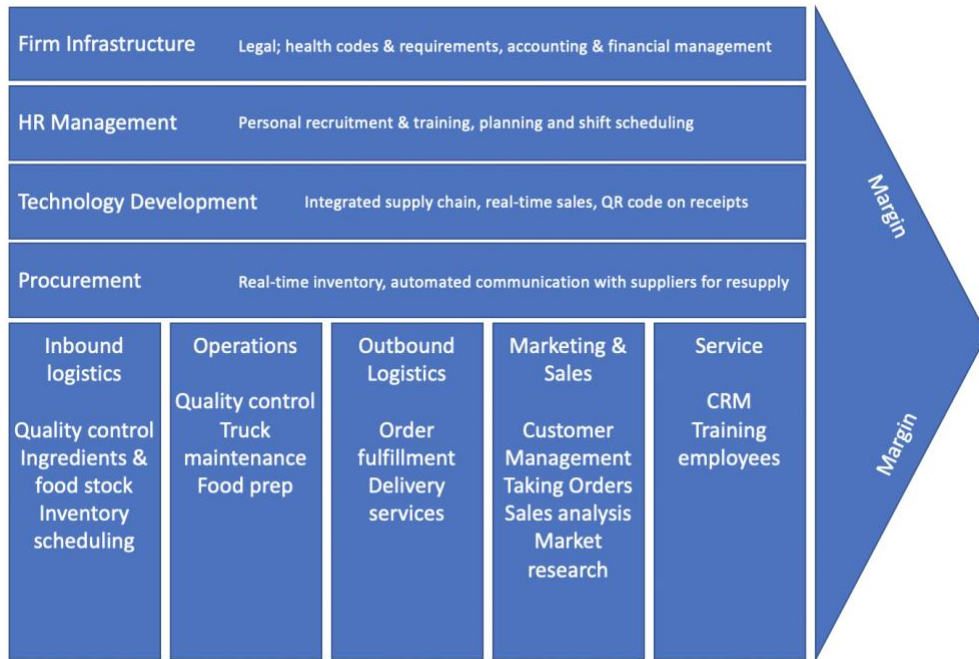 Firm Infrastructure
Legal; health codes & requirements, accounting & financial management
HR Management
Personal recruitment & training, planning and shift scheduling
Technology Development
Integrated supply chain, real-time sales, QR code on receipts
Procurement
Real-time inventory, automated communication with suppliers for resupply
Inbound
logistics
Quality control
Ingredients &
food stock
Inventory
scheduling
Operations
Quality control
Truck
maintenance
Food prep
Outbound
Logistics
Order
fulfillment
Delivery
services
Marketing &
Sales
Customer
Management
Taking Orders
Sales analysis
Market
research
Service
CRM
Training
employees
Margin
Margin